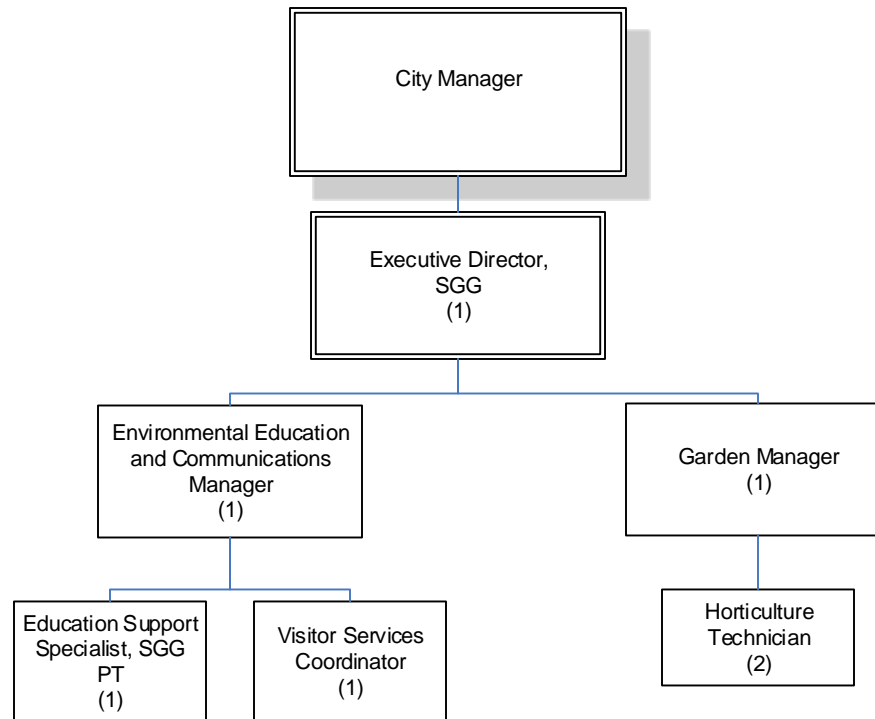 City Manager
Executive Director,
SGG
(1)
Environmental Education
and Communications
Manager
(1)
Garden Manager
(1)
Education Support
Specialist, SGG
PT
(1)
Visitor Services
Coordinator
(1)
Horticulture
Technician
(2)